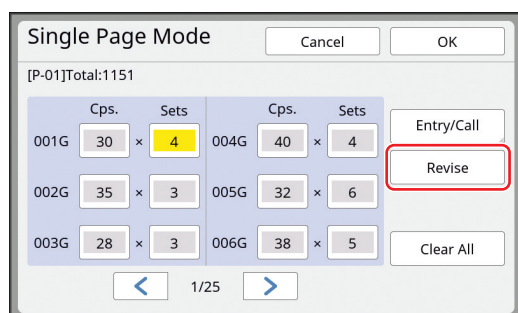 Single Page Mode Cancel OK
[P-01]Total:1151
Cps. Sets Cps. Sets
Entry/Call
001G 30 × 4 004G 40 × 4
Revise
002G 35 × 3 005G 32 × 6
003G 28 × 3 006G 38 × 5 Clear All
< 1/25 >